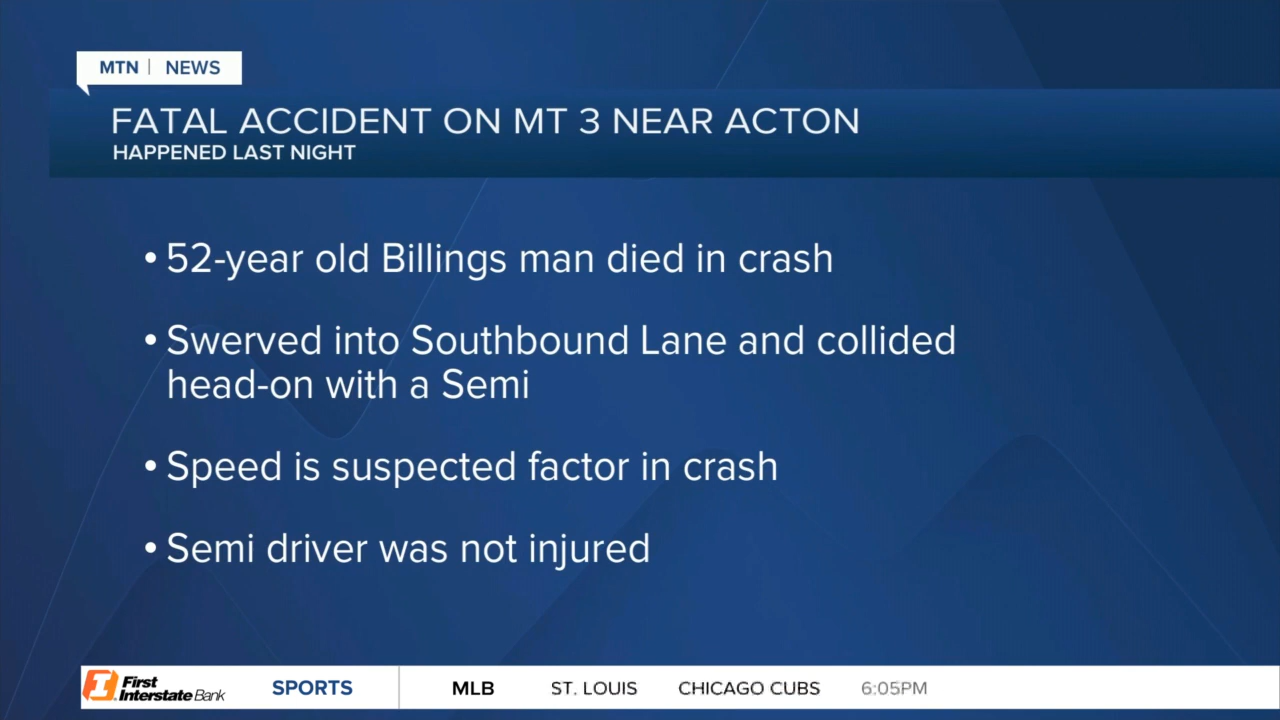 MTN | NEWS
FATAL ACCIDENT ON MT 3 NEAR ACTON
HAPPENED LAST NIGHT
• 52-year old Billings man died in crash
• Swerved into Southbound Lane and collided
head-on with a Semi
• Speed is suspected factor in crash
• Semi driver was not injured
First
Interstate Bank
SPORTS
MLB ST. LOUIS CHICAGO CUBS 6:05PM